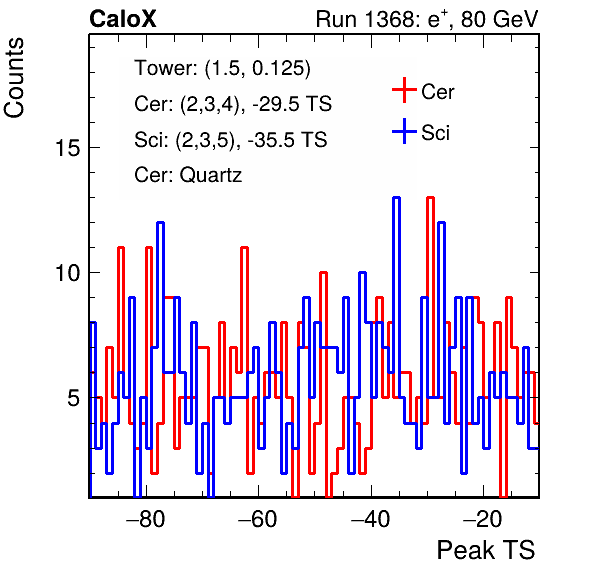 CaloX Run 1368: e⁺, 80 GeV
Counts
Tower: (1.5, 0.125)
Cer: (2,3,4), -29.5 TS
Sci: (2,3,5), -35.5 TS
Cer: Quartz
Cer
Sci
15
10
5
−80 −60 −40 −20
Peak TS